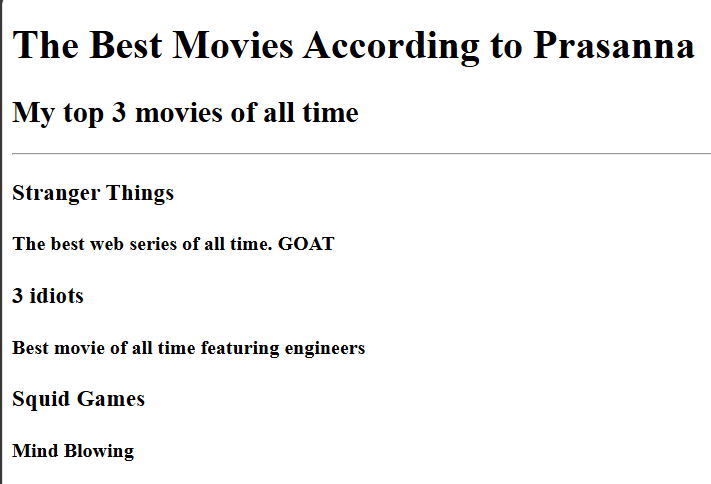 The Best Movies According to Prasanna
My top 3 movies of all time
Stranger Things
The best web series of all time. GOAT
3 idiots
Best movie of all time featuring engineers
Squid Games
Mind Blowing